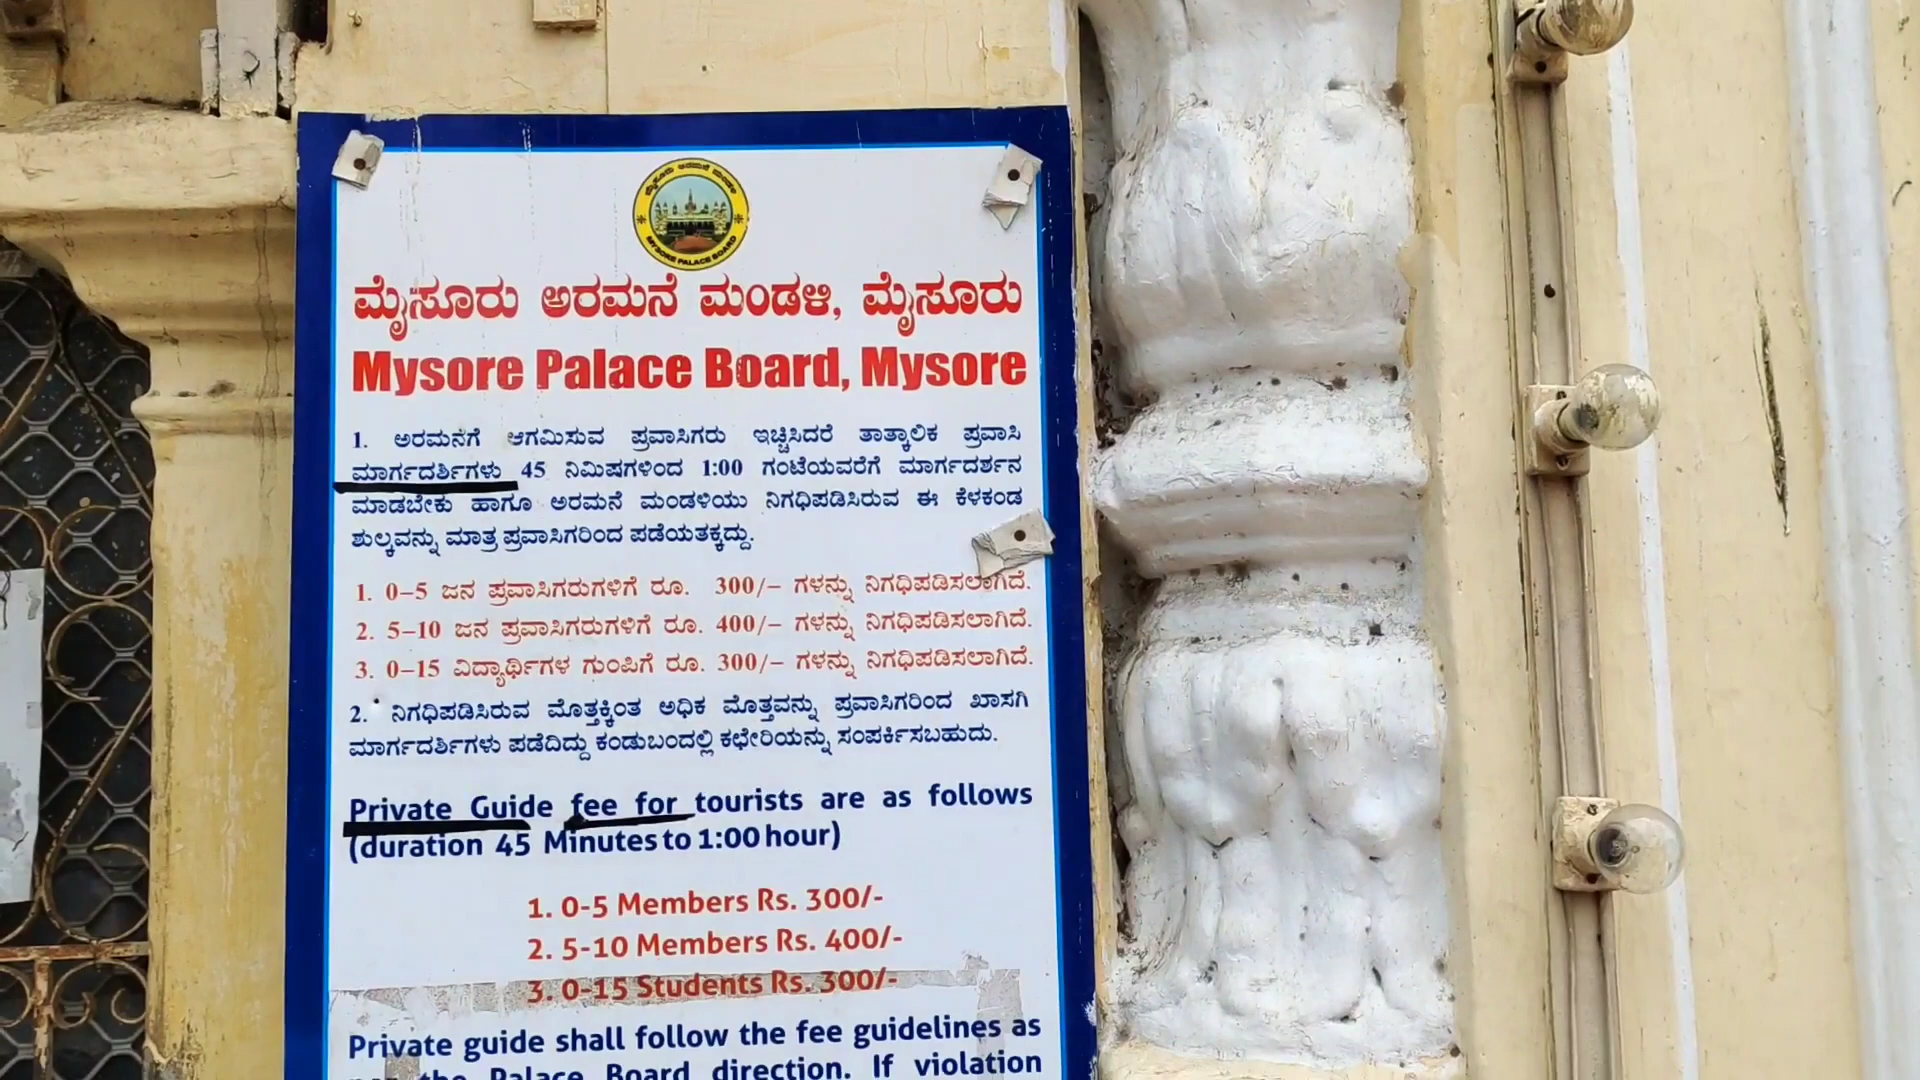 ಮೈಸೂರು ಅರಮನೆ ಮಂಡಳಿ
MYSORE PALACE BOARD
ಮೈಸೂರು ಅರಮನೆ ಮಂಡಳಿ, ಮೈಸೂರು
Mysore Palace Board, Mysore
1. ಅರಮನೆಗೆ ಆಗಮಿಸುವ ಪ್ರವಾಸಿಗರು ಇಚ್ಚಿಸಿದರೆ ತಾತ್ಕಾಲಿಕ ಪ್ರವಾಸಿ
ಮಾರ್ಗದರ್ಶಿಗಳು 45 ನಿಮಿಷಗಳಿಂದ 1:00 ಗಂಟೆಯವರೆಗೆ ಮಾರ್ಗದರ್ಶನ
ಮಾಡಬೇಕು ಹಾಗೂ ಅರಮನೆ ಮಂಡಳಿಯು ನಿಗಧಿಪಡಿಸಿರುವ ಈ ಕೆಳಕಂಡ
ಶುಲ್ಕವನ್ನು ಮಾತ್ರ ಪ್ರವಾಸಿಗರಿಂದ ಪಡೆಯತಕ್ಕದ್ದು.
1. 0–5 ಜನ ಪ್ರವಾಸಿಗರುಗಳಿಗೆ ರೂ. 300/– ಗಳನ್ನು ನಿಗಧಿಪಡಿಸಲಾಗಿದೆ.
2. 5–10 ಜನ ಪ್ರವಾಸಿಗರುಗಳಿಗೆ ರೂ. 400/– ಗಳನ್ನು ನಿಗಧಿಪಡಿಸಲಾಗಿದೆ.
3. 0–15 ವಿದ್ಯಾರ್ಥಿಗಳ ಗುಂಪಿಗೆ ರೂ. 300/– ಗಳನ್ನು ನಿಗಧಿಪಡಿಸಲಾಗಿದೆ.
2. ನಿಗಧಿಪಡಿಸಿರುವ ಮೊತ್ತಕ್ಕಿಂತ ಅಧಿಕ ಮೊತ್ತವನ್ನು ಪ್ರವಾಸಿಗರಿಂದ ಖಾಸಗಿ
ಮಾರ್ಗದರ್ಶಿಗಳು ಪಡೆದಿದ್ದು ಕಂಡುಬಂದಲ್ಲಿ ಕಛೇರಿಯನ್ನು ಸಂಪರ್ಕಿಸಬಹುದು.
Private Guide fee for tourists are as follows
(duration 45 Minutes to 1:00 hour)
1. 0-5 Members Rs. 300/-
2. 5-10 Members Rs. 400/-
3. 0-15 Students Rs. 300/-
Private guide shall follow the fee guidelines as
per the Palace Board direction. If violation